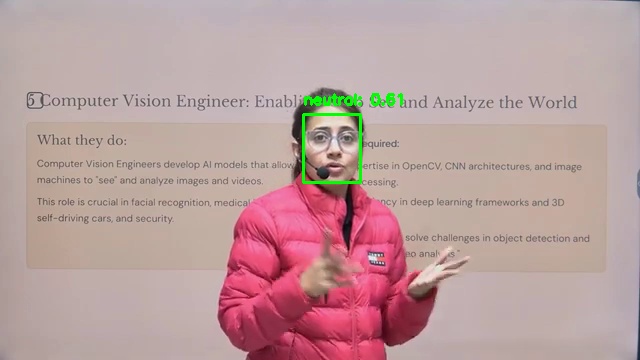 5 Computer Vision Engineer: Enabl and Analyze the World
neutral: 0.61
What they do:
Computer Vision Engineers develop AI models that allow
machines to "see" and analyze images and videos.
This role is crucial in facial recognition, medical
self-driving cars, and security.
equired:
pertise in OpenCV, CNN architectures, and image
cessing.
ency in deep learning frameworks and 3D
solve challenges in object detection and
eo analysis